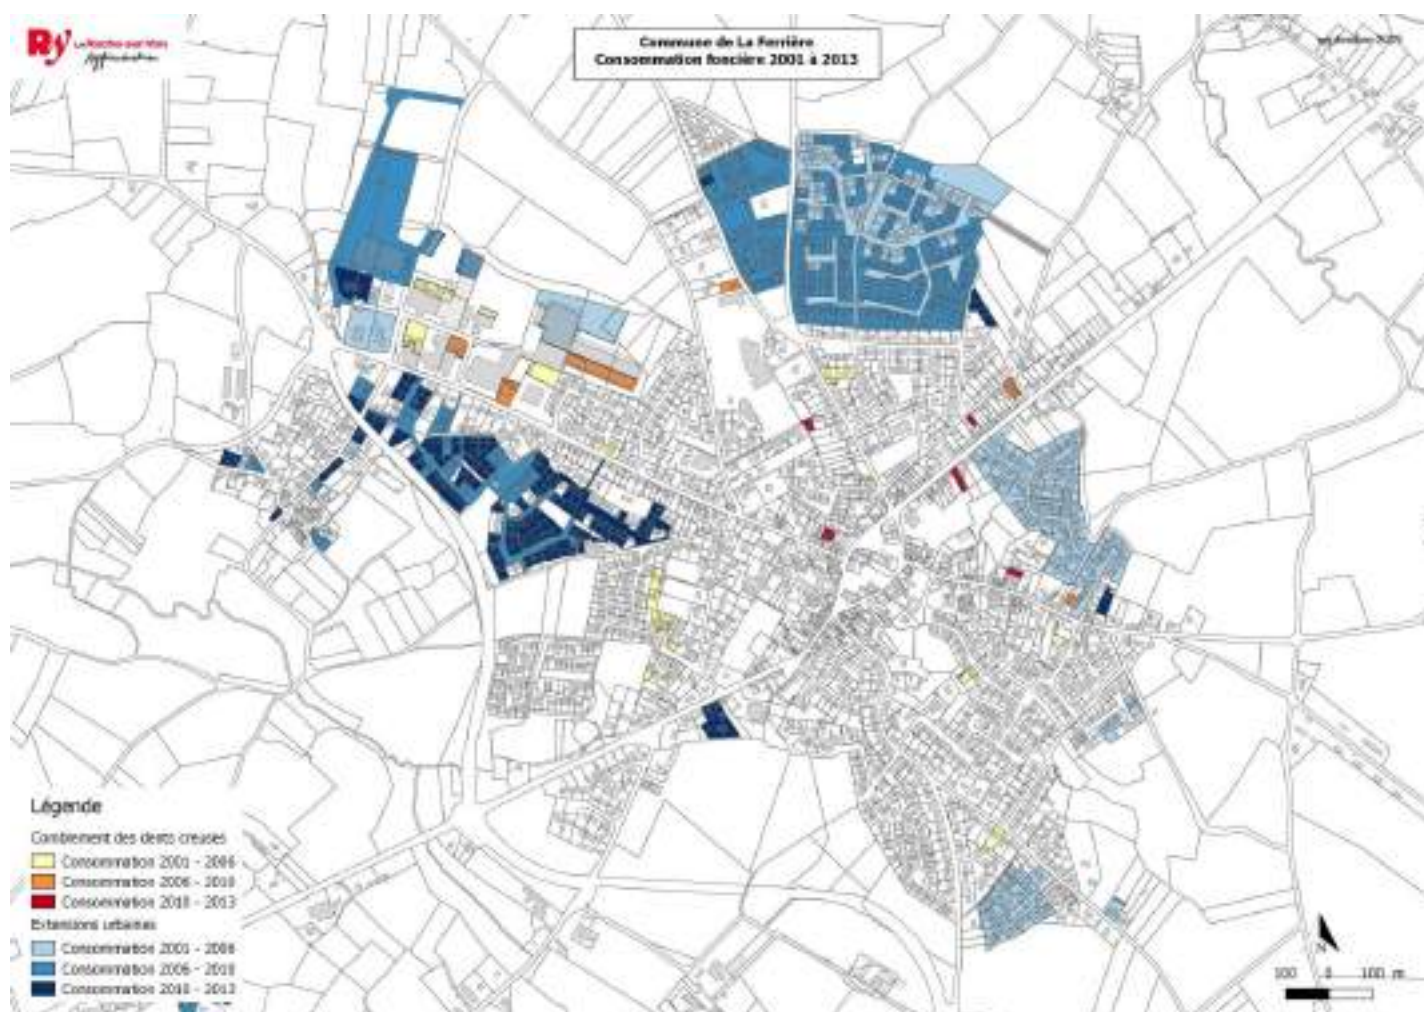 Ry La Roche-sur-Yon
Agglomération
Commune de La Ferrière
Consommation foncière 2001 à 2013
Légende
Comblement des dents creuses
Consommation 2001 - 2006
Consommation 2006 - 2010
Consommation 2010 - 2013
Extensions urbaines
Consommation 2001 - 2006
Consommation 2006 - 2010
Consommation 2010 - 2013
N
100 0 100 m